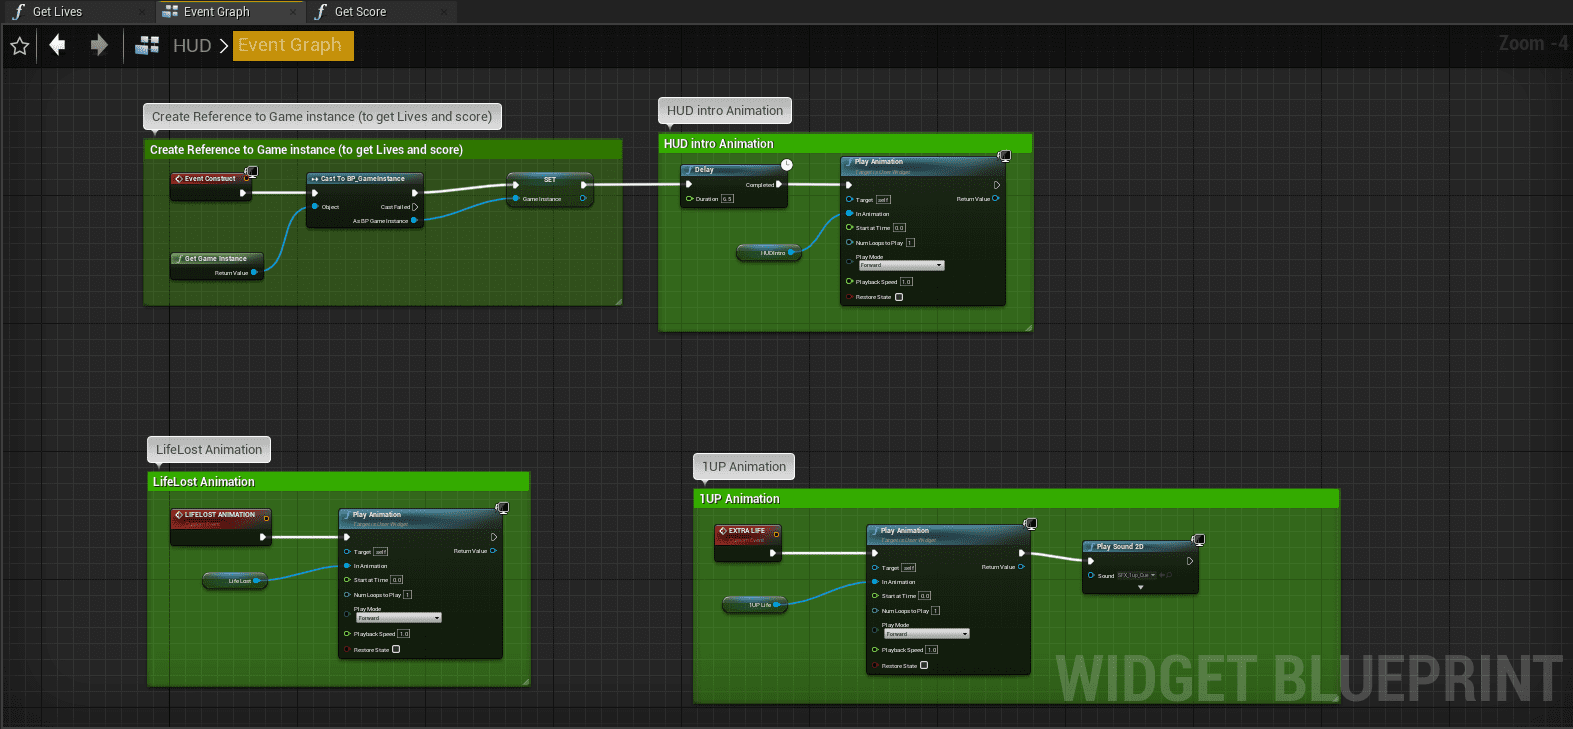 Get Lives
Event Graph
Get Score
HUD > Event Graph
Zoom -4
Create Reference to Game instance (to get Lives and score)
Create Reference to Game instance (to get Lives and score)
Event Construct
Cast To BP_GameInstance
Object
Cast Failed
As BP Game Instance
SET
Game Instance
Get Game Instance
Return Value
HUD intro Animation
HUD intro Animation
Delay
Completed
Duration 0.5
HUDIntro
Play Animation
Target is User Widget
Target self
Return Value
In Animation
Start at Time 0.0
Num Loops to Play 1
Play Mode
Forward
Playback Speed 1.0
Restore State
LifeLost Animation
LifeLost Animation
LIFELOST ANIMATION
Custom Event
Life Lost
Play Animation
Target is User Widget
Target self
Return Value
In Animation
Start at Time 0.0
Num Loops to Play 1
Play Mode
Forward
Playback Speed 1.0
Restore State
1UP Animation
1UP Animation
EXTRA LIFE
Custom Event
1UP Life
Play Animation
Target is User Widget
Target self
Return Value
In Animation
Start at Time 0.0
Num Loops to Play 1
Play Mode
Forward
Playback Speed 1.0
Restore State
Play Sound 2D
Sound SFX_1up_Cue
WIDGET BLUEPRINT